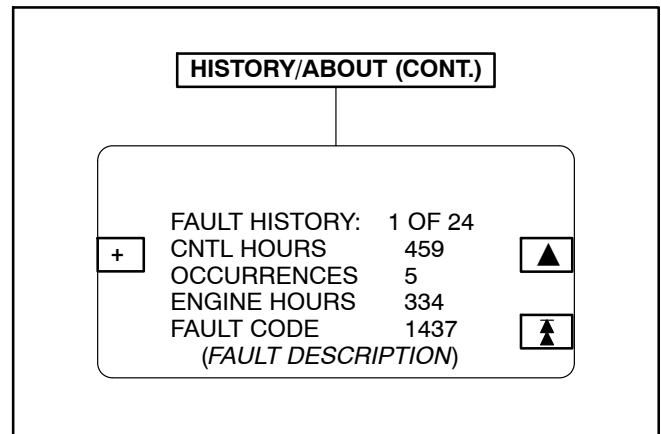 HISTORY/ABOUT (CONT.)
FAULT HISTORY: 1 OF 24
+ CNTL HOURS 459
OCCURRENCES 5
ENGINE HOURS 334
FAULT CODE 1437
(FAULT DESCRIPTION)